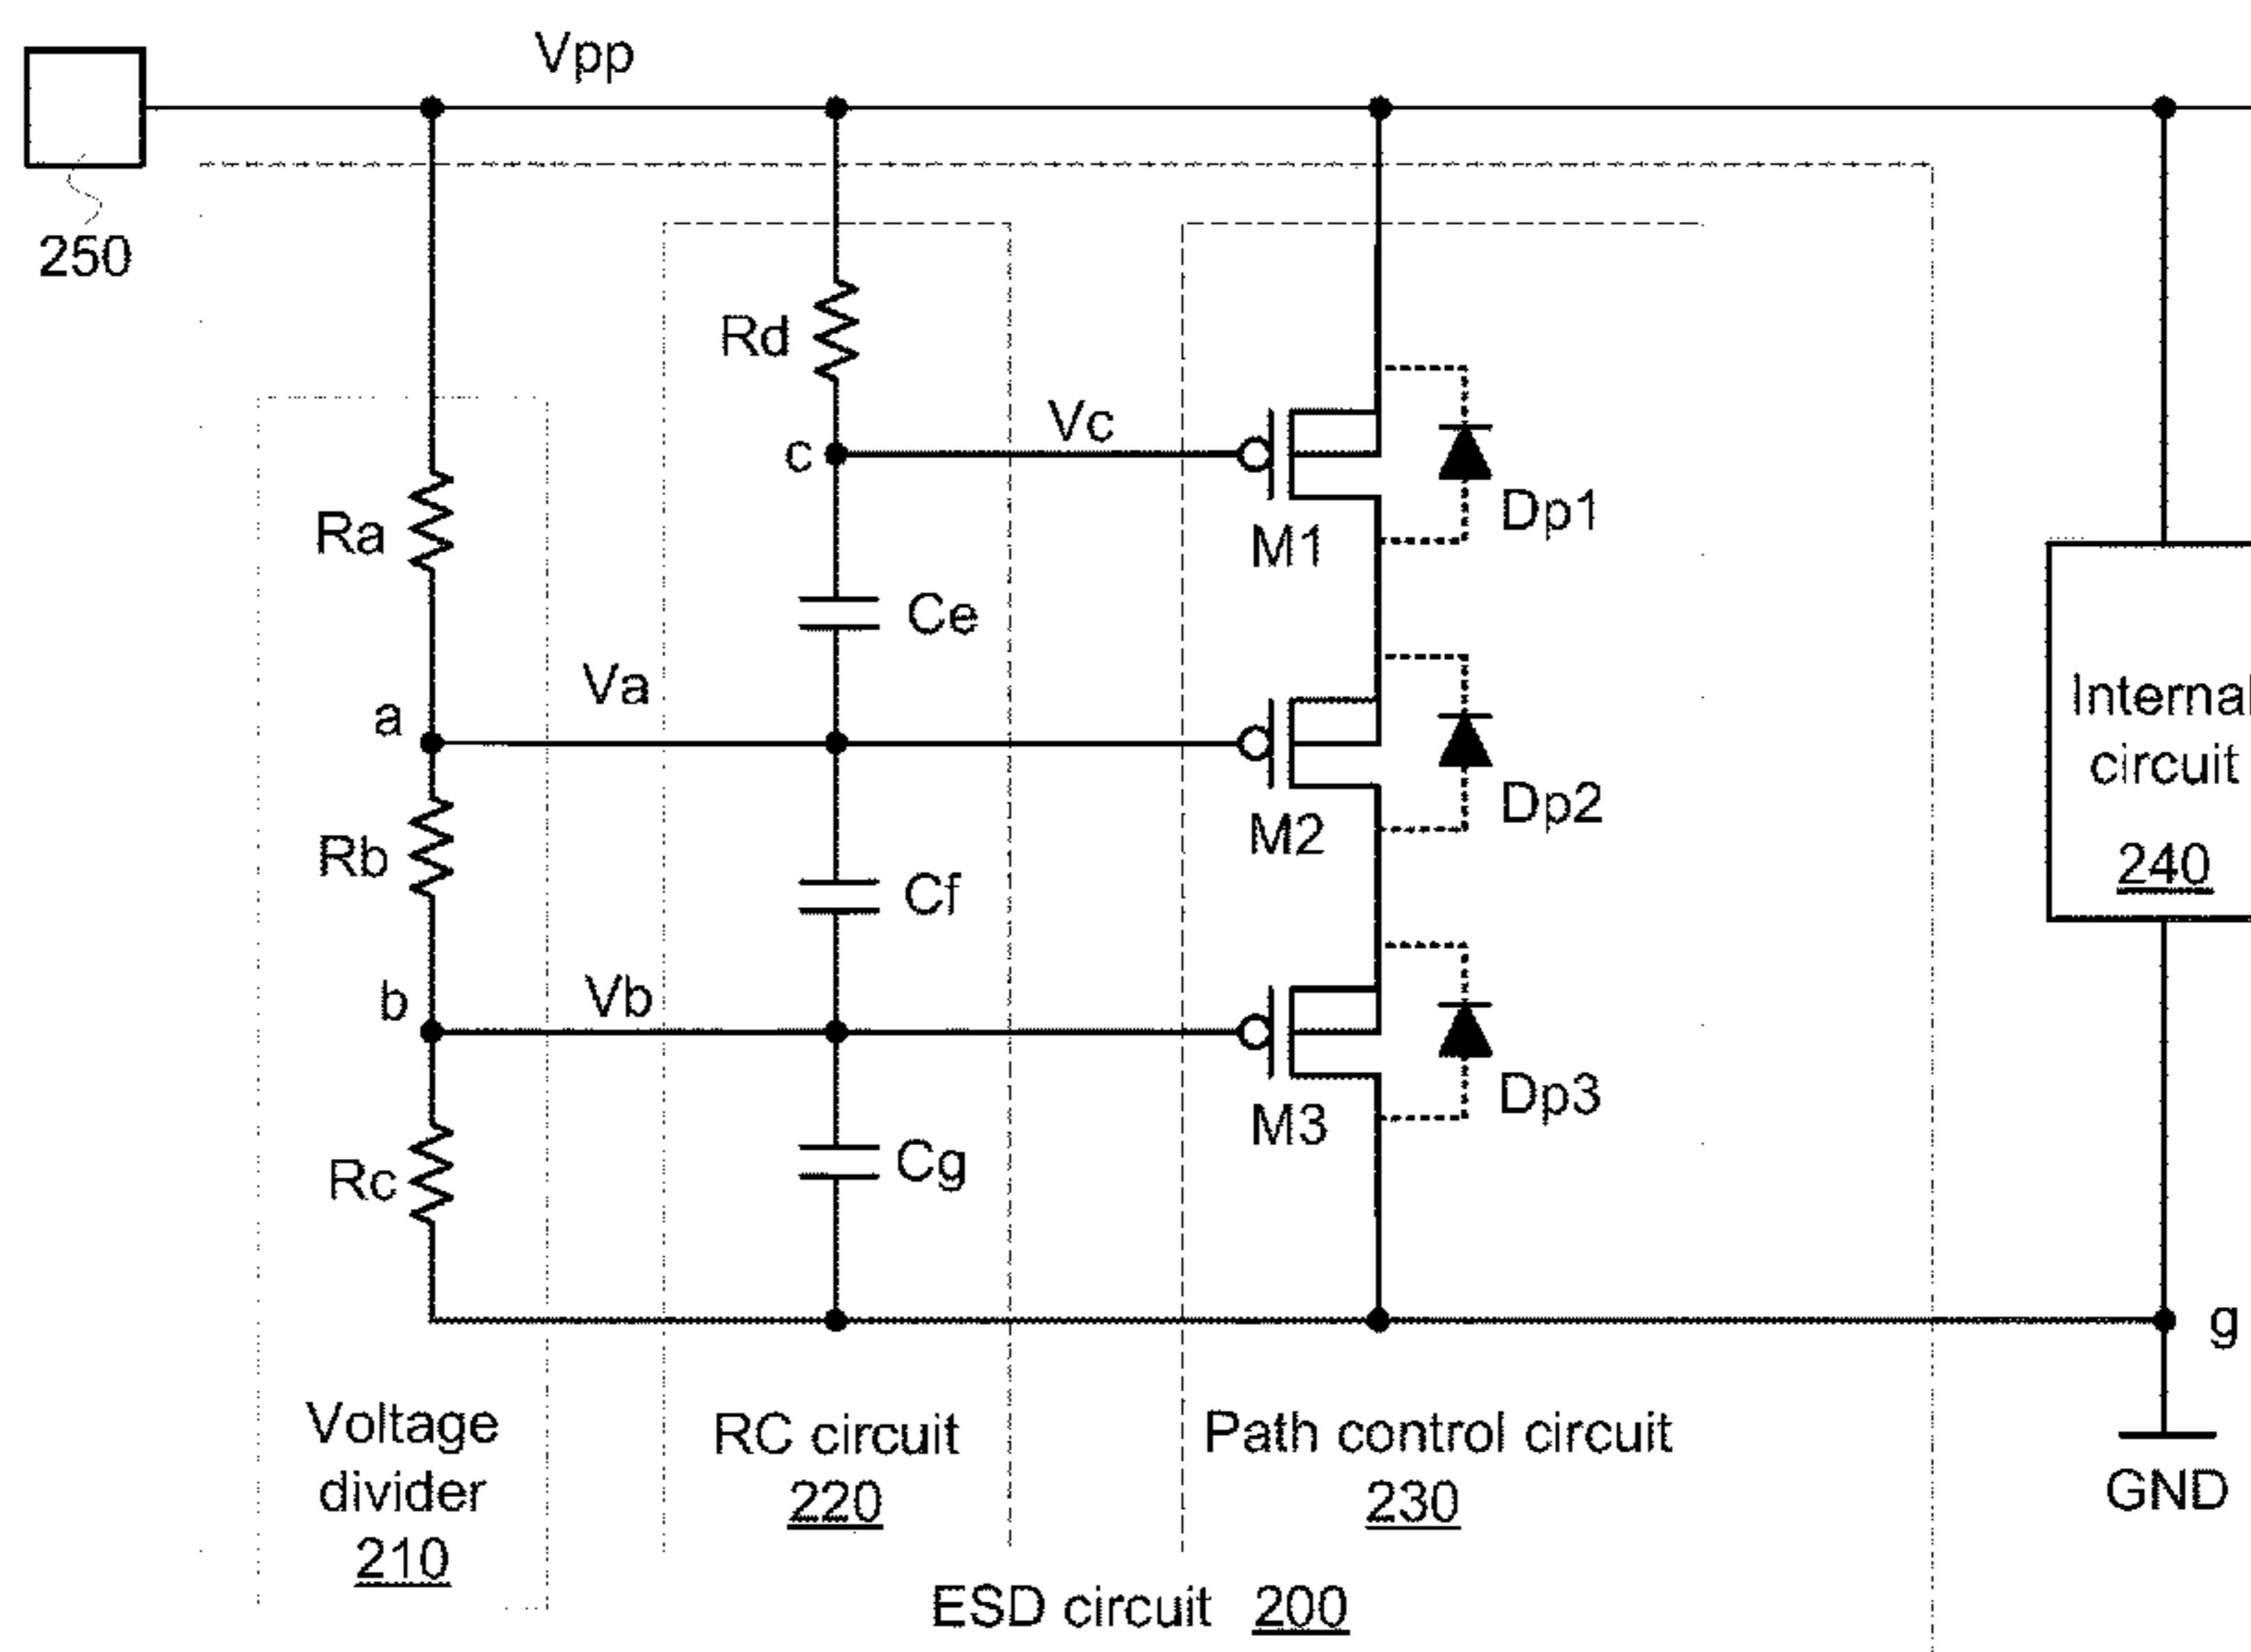 Vpp
250
Rd
Vc
c
Dp1
Ra
M1
Ce
Va
a
Internal
circuit
240
Dp2
M2
Rb
Cf
Vb
b
Dp3
M3
Rc
Cg
g
Voltage
divider
210
RC circuit
220
Path control circuit
230
GND
ESD circuit 200